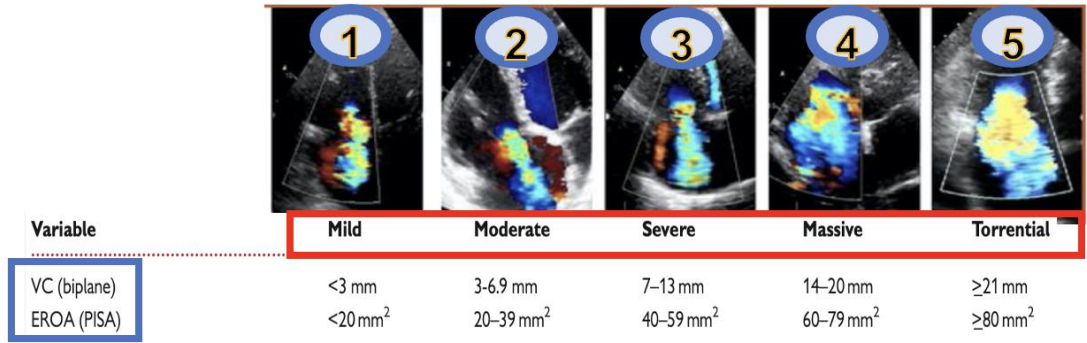 1 2 3 4 5
Variable Mild Moderate Severe Massive Torrential
VC (biplane) <3 mm 3-6.9 mm 7–13 mm 14–20 mm ≥21 mm
EROA (PISA) <20 mm² 20–39 mm² 40–59 mm² 60–79 mm² ≥80 mm²